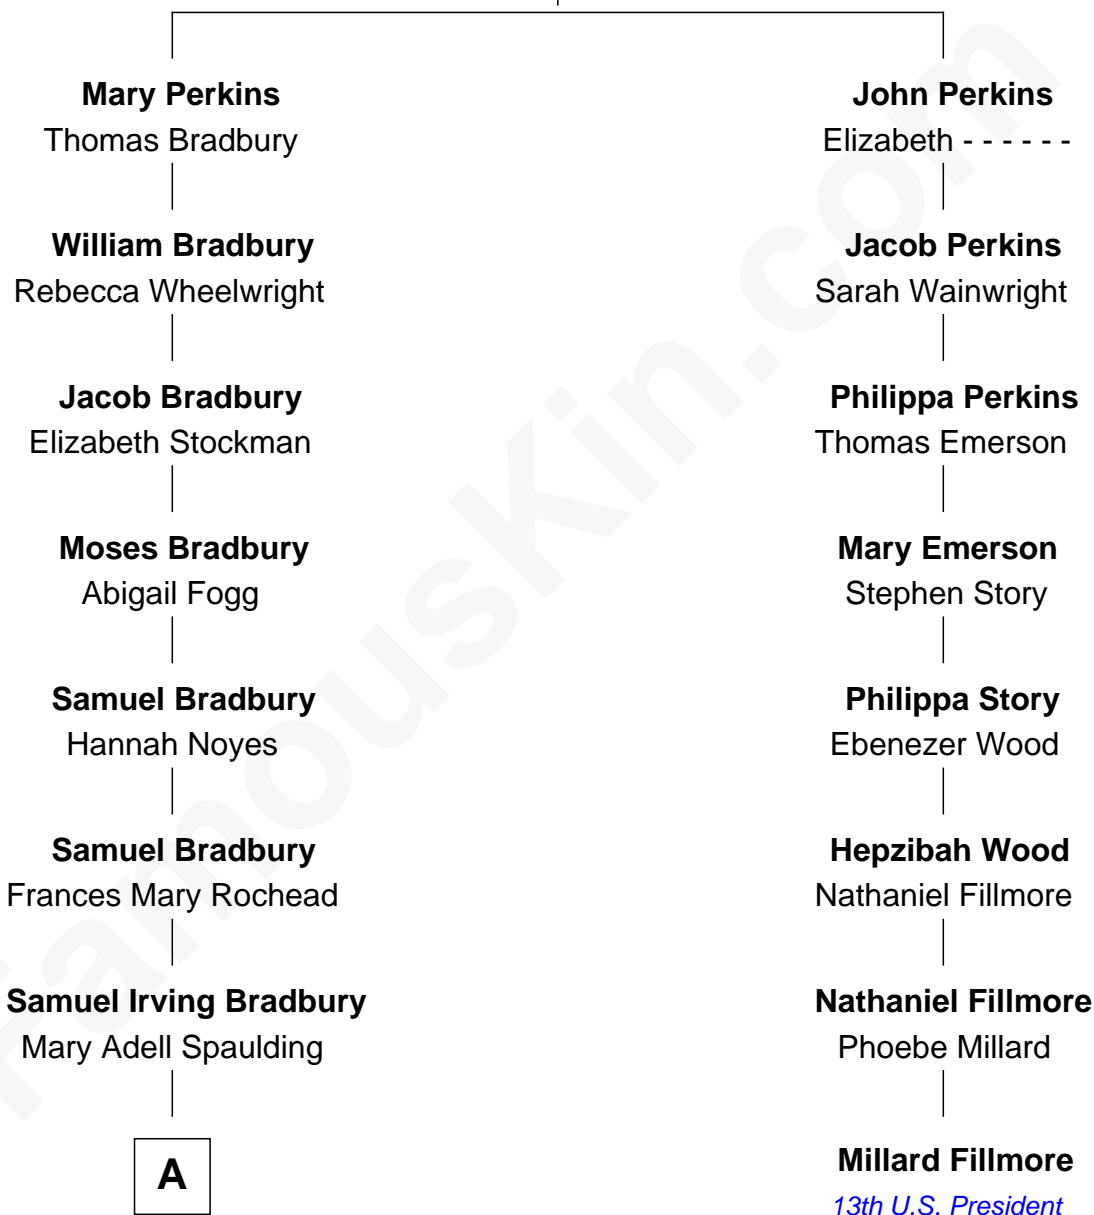 Mary Perkins
Thomas Bradbury
William Bradbury
Rebecca Wheelwright
Jacob Bradbury
Elizabeth Stockman
Moses Bradbury
Abigail Fogg
Samuel Bradbury
Hannah Noyes
Samuel Bradbury
Frances Mary Rochead
Samuel Irving Bradbury
Mary Adell Spaulding
A
John Perkins
Elizabeth - - - - - -
Jacob Perkins
Sarah Wainwright
Philippa Perkins
Thomas Emerson
Mary Emerson
Stephen Story
Philippa Story
Ebenezer Wood
Hepzibah Wood
Nathaniel Fillmore
Nathaniel Fillmore
Phoebe Millard
Millard Fillmore
13th U.S. President
FamousKin.com